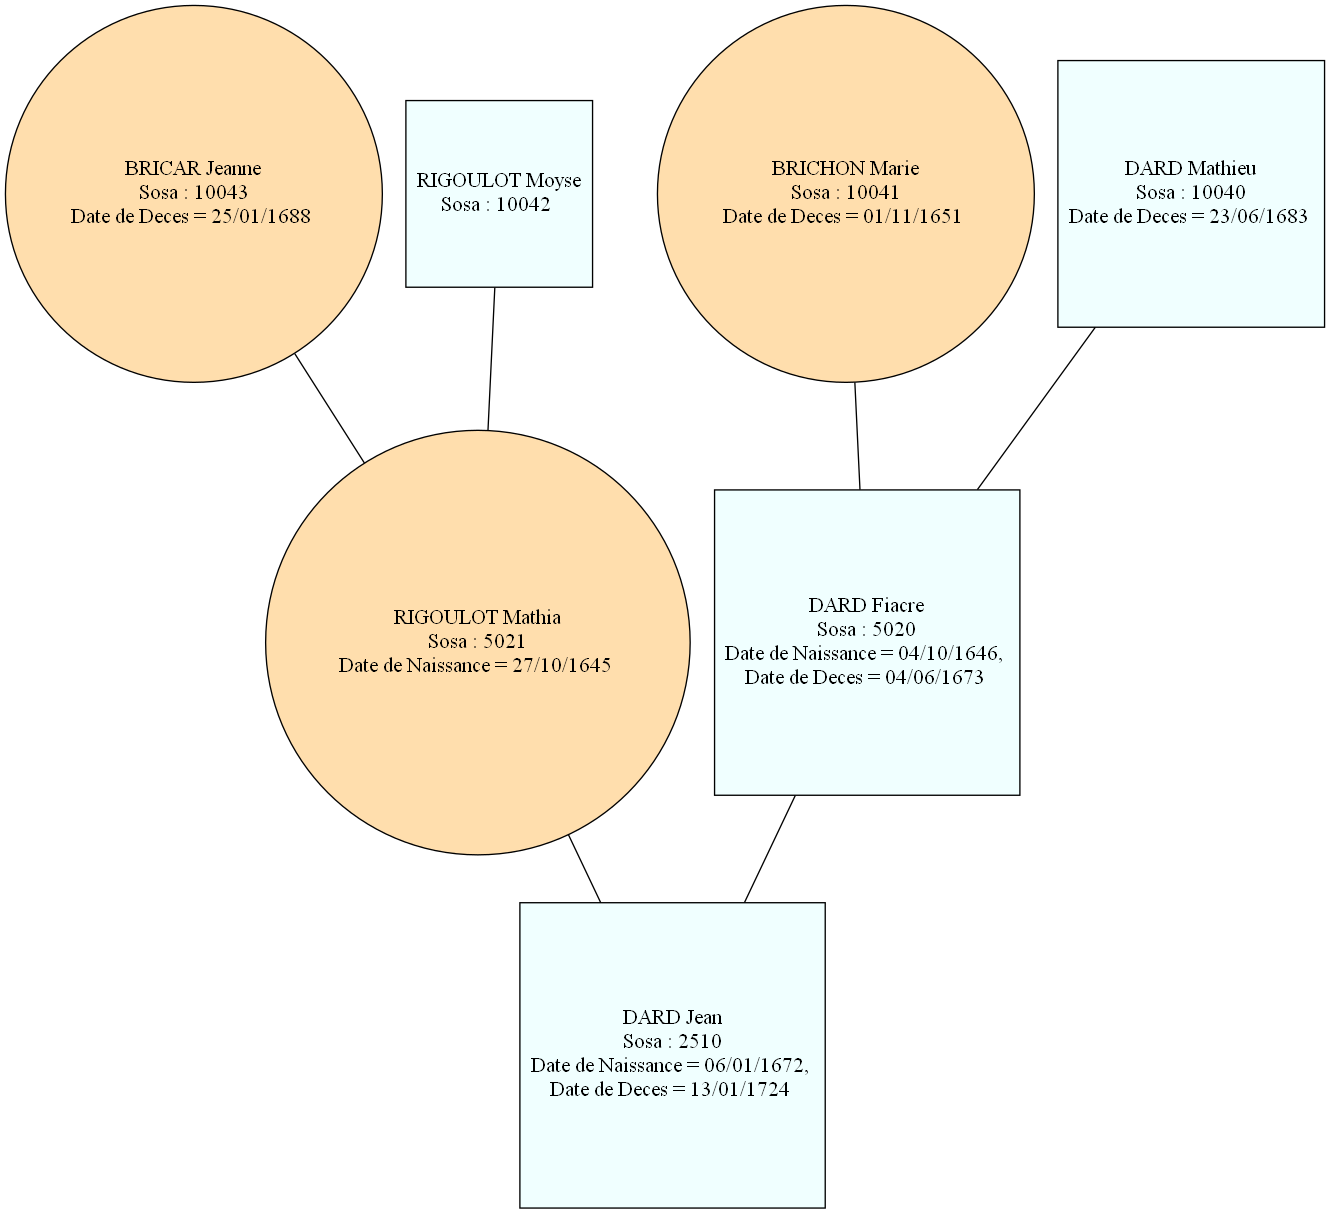 BRICAR Jeanne
Sosa : 10043
Date de Deces = 25/01/1688
RIGOULOT Moyse
Sosa : 10042
BRICHON Marie
Sosa : 10041
Date de Deces = 01/11/1651
DARD Mathieu
Sosa : 10040
Date de Deces = 23/06/1683
RIGOULOT Mathia
Sosa : 5021
Date de Naissance = 27/10/1645
DARD Fiacre
Sosa : 5020
Date de Naissance = 04/10/1646,
Date de Deces = 04/06/1673
DARD Jean
Sosa : 2510
Date de Naissance = 06/01/1672,
Date de Deces = 13/01/1724